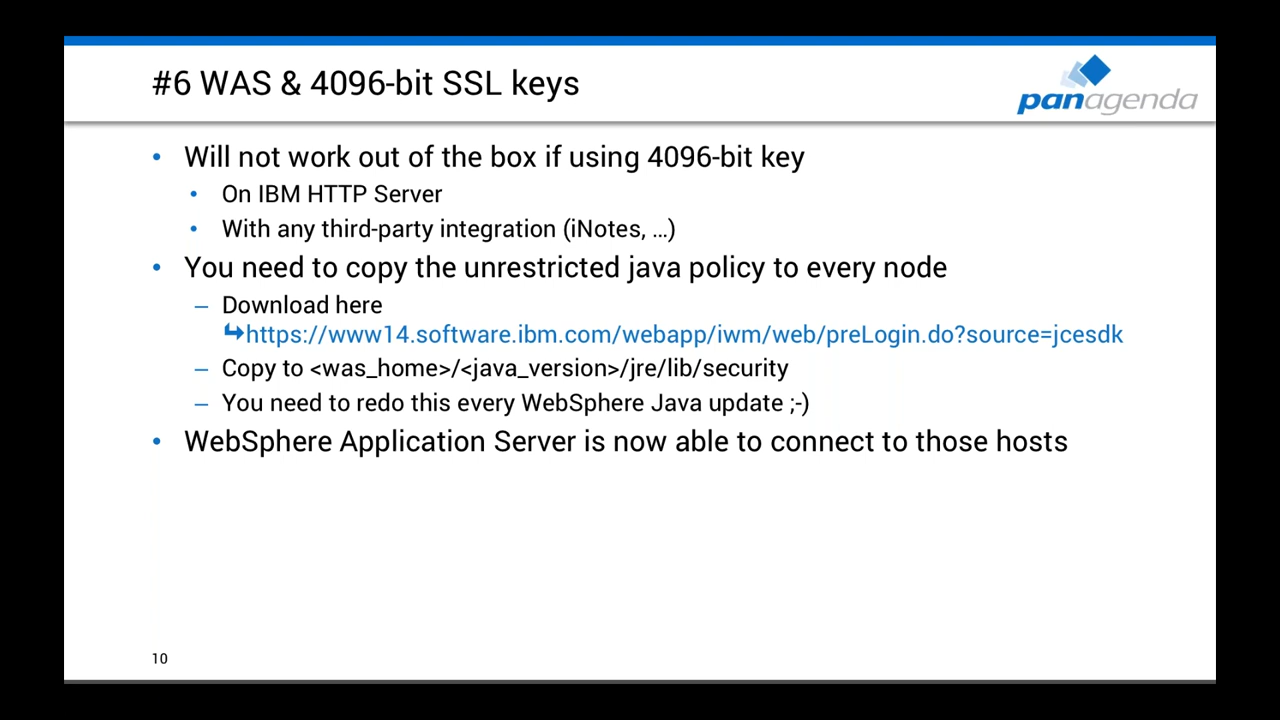 #6 WAS & 4096-bit SSL keys
panagenda
• Will not work out of the box if using 4096-bit key
• On IBM HTTP Server
• With any third-party integration (iNotes, …)
• You need to copy the unrestricted java policy to every node
– Download here
↪https://www14.software.ibm.com/webapp/iwm/web/preLogin.do?source=jcesdk
– Copy to <was_home>/<java_version>/jre/lib/security
– You need to redo this every WebSphere Java update ;-)
• WebSphere Application Server is now able to connect to those hosts
10